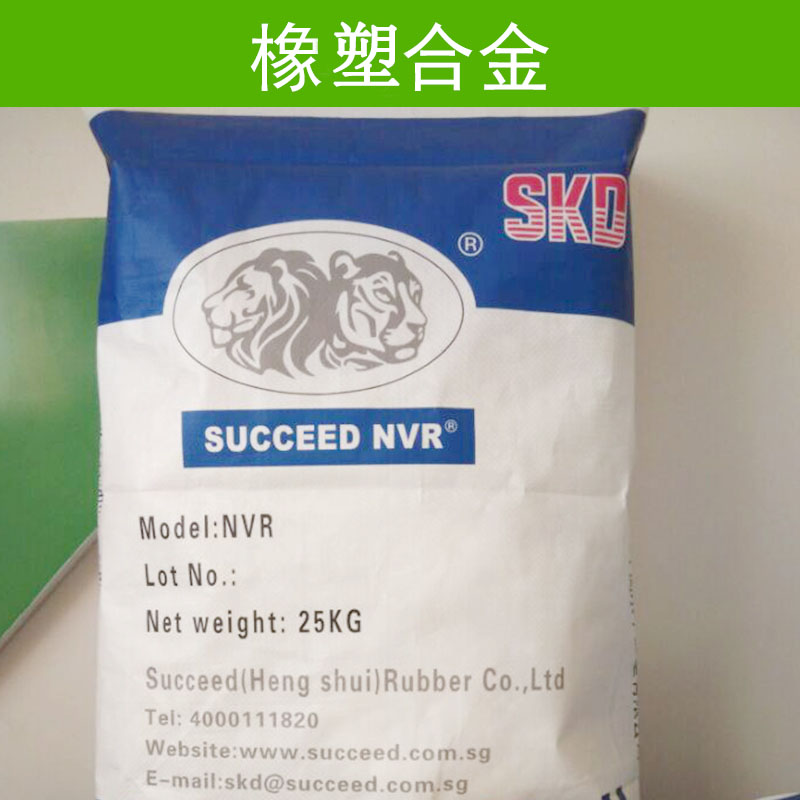 橡塑合金
SKD
®
SUCCEED NVR®
Model:NVR
Lot No.:
Net weight: 25KG
Succeed(Heng shui)Rubber Co.,Ltd
Tel: 4000111820
Website:www.succeed.com.sg
E-mail:skd@succeed.com.sg